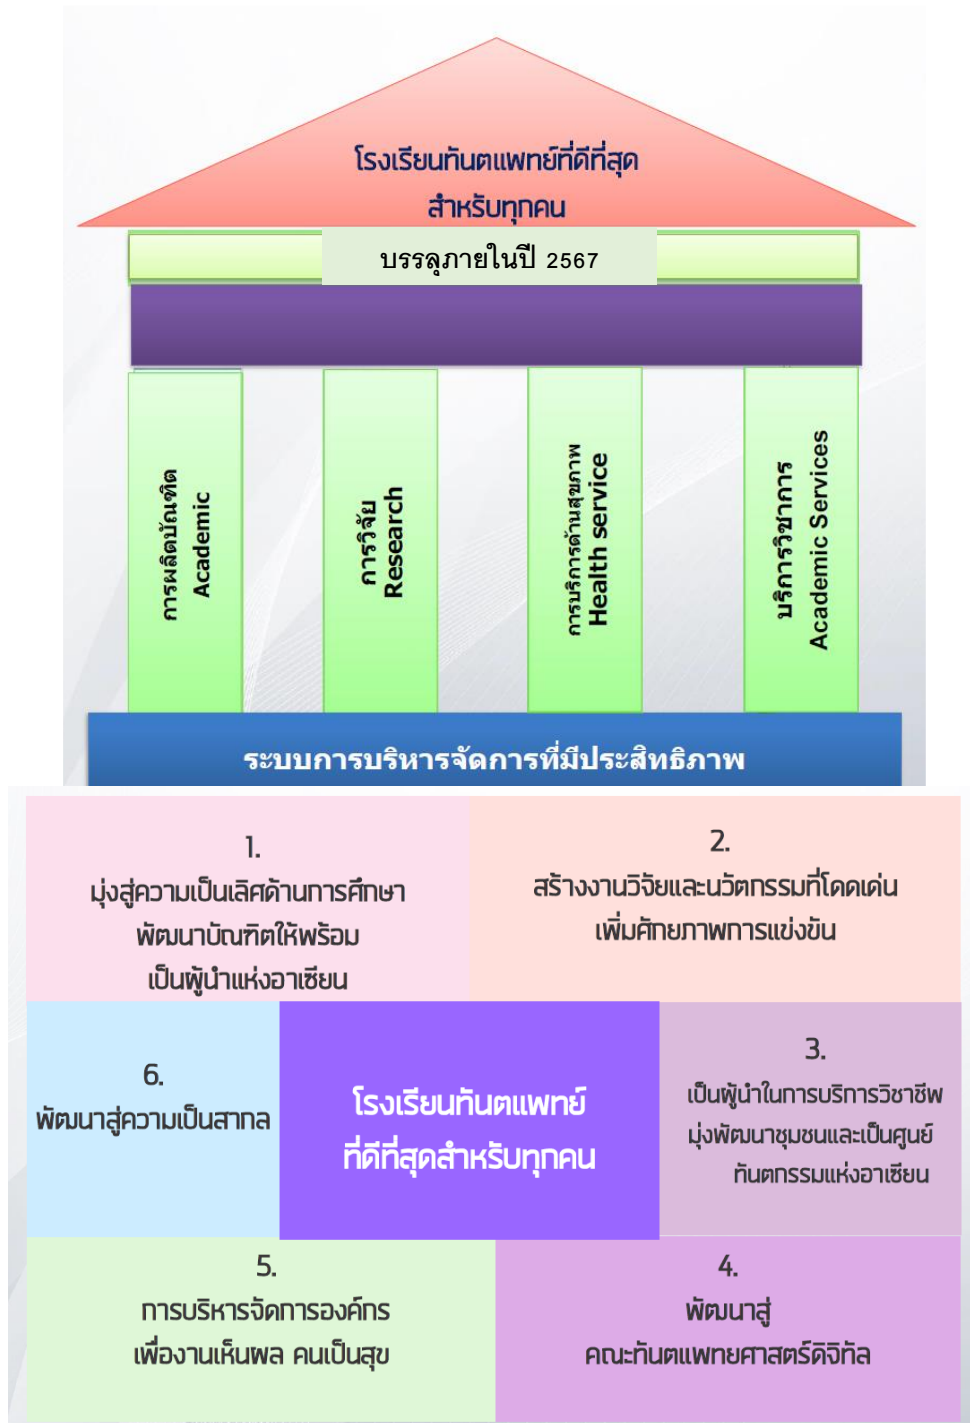 โรงเรียนทันตแพทย์ที่ดีที่สุด
สำหรับทุกคน
บรรลุภายในปี 2567
การผลิตบัณฑิต
Academic
การวิจัย
Research
การบริการด้านสุขภาพ
Health service
บริการวิชาการ
Academic Services
ระบบการบริหารจัดการที่มีประสิทธิภาพ
1.
มุ่งสู่ความเป็นเลิศด้านการศึกษา
พัฒนาบัณฑิตให้พร้อม
เป็นผู้นำแห่งอาเซียน
2.
สร้างงานวิจัยและนวัตกรรมที่โดดเด่น
เพิ่มศักยภาพการแข่งขัน
6.
พัฒนาสู่ความเป็นสากล
โรงเรียนทันตแพทย์
ที่ดีที่สุดสำหรับทุกคน
3.
เป็นผู้นำในการบริการวิชาชีพ
มุ่งพัฒนาชุมชนและเป็นศูนย์
ทันตกรรมแห่งอาเซียน
5.
การบริหารจัดการองค์กร
เพื่องานเห็นผล คนเป็นสุข
4.
พัฒนาสู่
คณะทันตแพทยศาสตร์ดิจิทัล